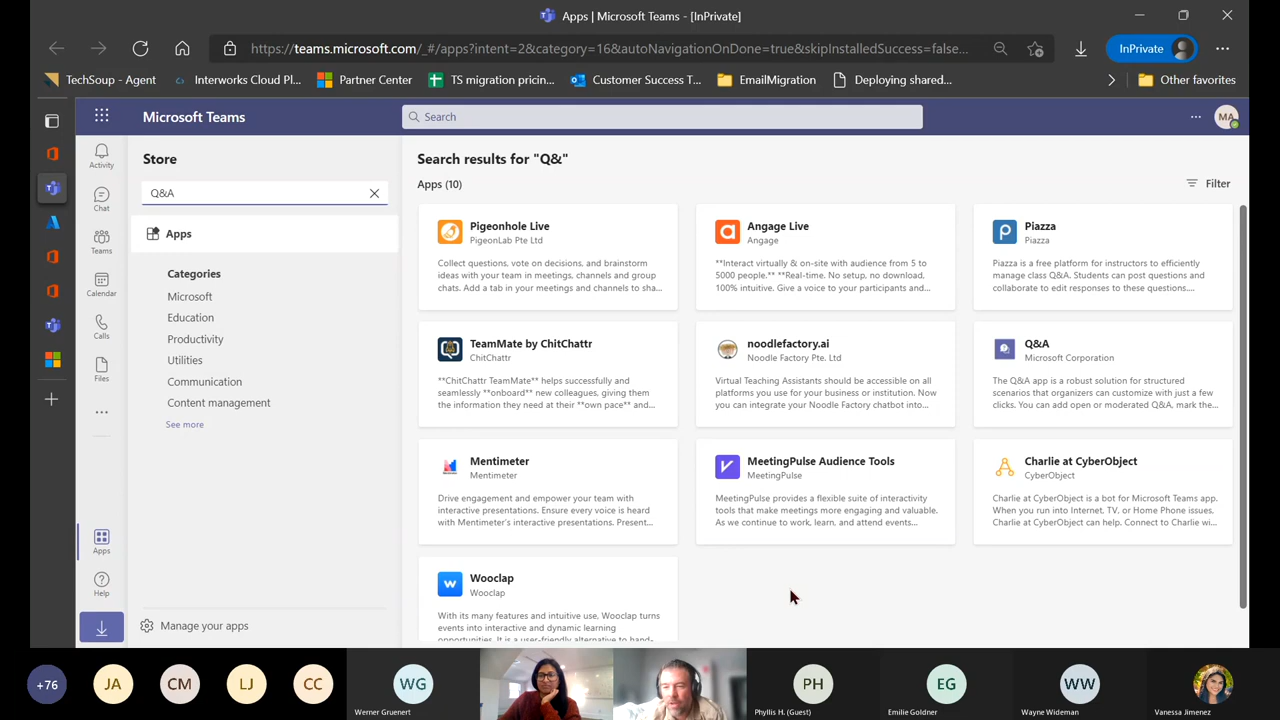 Apps | Microsoft Teams - [InPrivate]
https://teams.microsoft.com/_#/apps?intent=2&category=16&autoNavigationOnDone=true&skipInstalledSuccess=false...
InPrivate
TechSoup - Agent
Interworks Cloud Pl...
Partner Center
TS migration pricin...
Customer Success T...
EmailMigration
Deploying shared...
Other favorites
Microsoft Teams
Search
MA
Activity
Chat
Teams
Calendar
Calls
Files
Apps
Help
Store
Q&A
Apps
Categories
Microsoft
Education
Productivity
Utilities
Communication
Content management
See more
Manage your apps
Search results for "Q&"
Apps (10)
Filter
Pigeonhole Live
PigeonLab Pte Ltd
Collect questions, vote on decisions, and brainstorm
ideas with your team in meetings, channels and group
chats. Add a tab in your meetings and channels to sha...
Angage Live
Angage
**Interact virtually & on-site with audience from 5 to
5000 people.** **Real-time. No setup, no download,
100% intuitive. Give a voice to your participants and...
Piazza
Piazza
Piazza is a free platform for instructors to efficiently
manage class Q&A. Students can post questions and
collaborate to edit responses to these questions....
TeamMate by ChitChattr
ChitChattr
**ChitChattr TeamMate** helps successfully and
seamlessly **onboard** new colleagues, giving them
the information they need at their **own pace** and...
noodlefactory.ai
Noodle Factory Pte. Ltd
Virtual Teaching Assistants should be accessible on all
platforms you use for your business or institution. Now
you can integrate your Noodle Factory chatbot into...
Q&A
Microsoft Corporation
The Q&A app is a robust solution for structured
scenarios that organizers can customize with just a few
clicks. You can add open or moderated Q&A, mark the...
Mentimeter
Mentimeter
Drive engagement and empower your team with
interactive presentations. Ensure every voice is heard
with Mentimeter's interactive presentations. Present...
MeetingPulse Audience Tools
MeetingPulse
MeetingPulse provides a flexible suite of interactivity
tools that make meetings more engaging and valuable.
As we continue to work, learn, and attend events...
Charlie at CyberObject
CyberObject
Charlie at CyberObject is a bot for Microsoft Teams app.
When you run into Internet, TV, or Home Phone issues,
Charlie at CyberObject can help. Connect to Charlie wi...
Wooclap
Wooclap
With its many features and intuitive use, Wooclap turns
events into interactive and dynamic learning
opportunities. It is a user-friendly alternative to hand-
+76
JA
CM
LJ
CC
WG
Werner Gruenert
PH
Phyllis H. (Guest)
EG
Emilie Goldner
WW
Wayne Wideman
Vanessa Jimenez